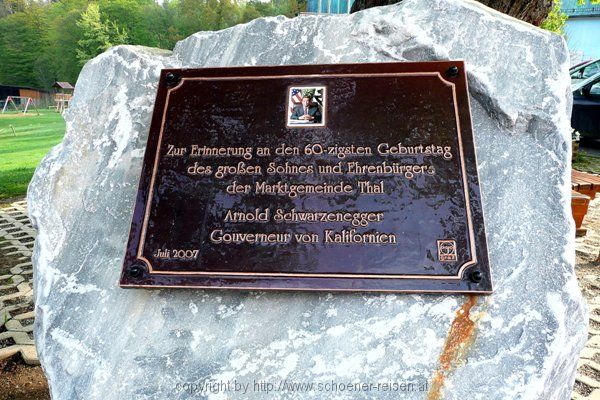 Zur Erinnerung an den 60-zigsten Geburtstag
des großen Sohnes und Ehrenbürgers
der Marktgemeinde Thal
Arnold Schwarzenegger
Gouverneur von Kalifornien
Juli 2007
copyright by http://www.schoener-reisen.at